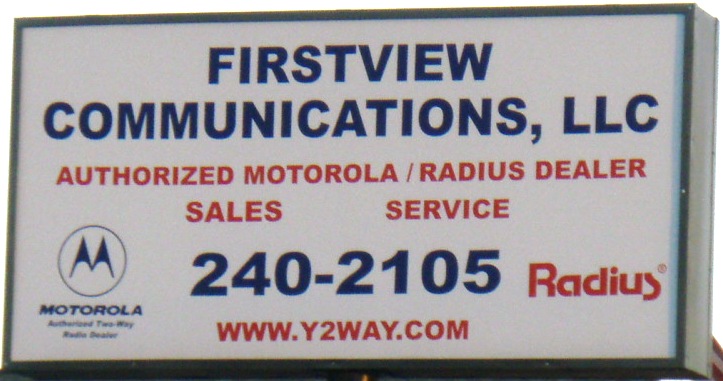 FIRSTVIEW
COMMUNICATIONS, LLC
AUTHORIZED MOTOROLA / RADIUS DEALER
SALES SERVICE
240-2105
Radius®
MOTOROLA
Authorized Two-Way
Radio Dealer
WWW.Y2WAY.COM